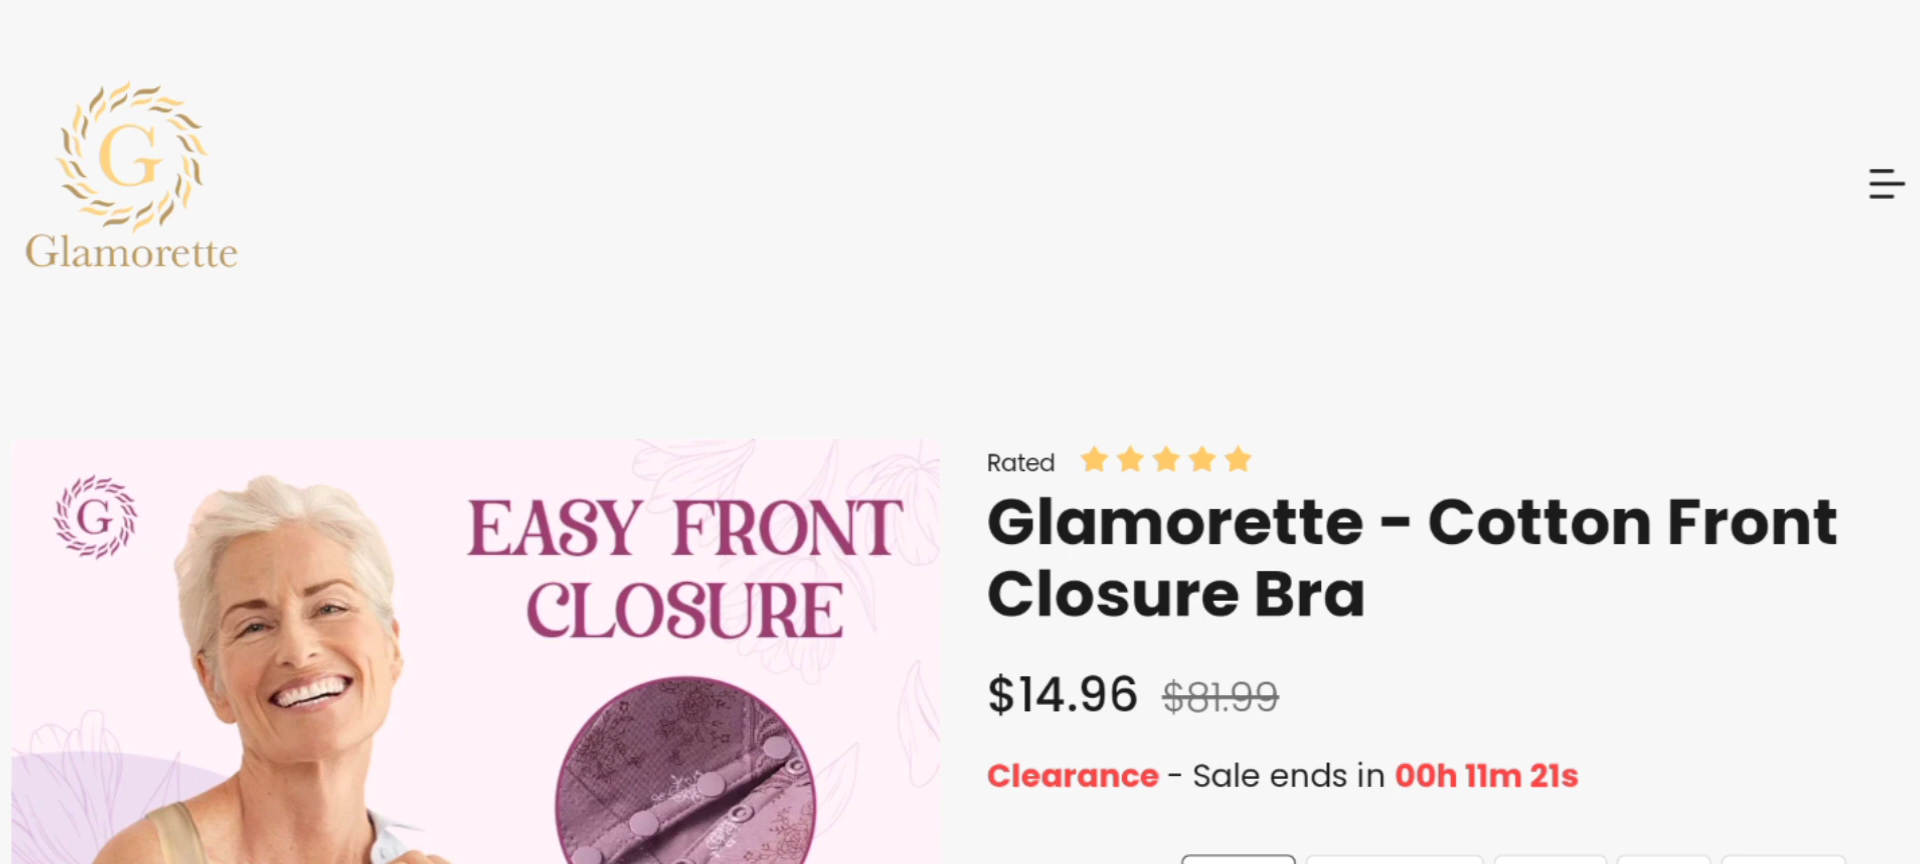 G
Glamorette
G
EASY FRONT
CLOSURE
Rated
Glamorette - Cotton Front
Closure Bra
$14.96 $81.99
Clearance - Sale ends in 00h 11m 21s